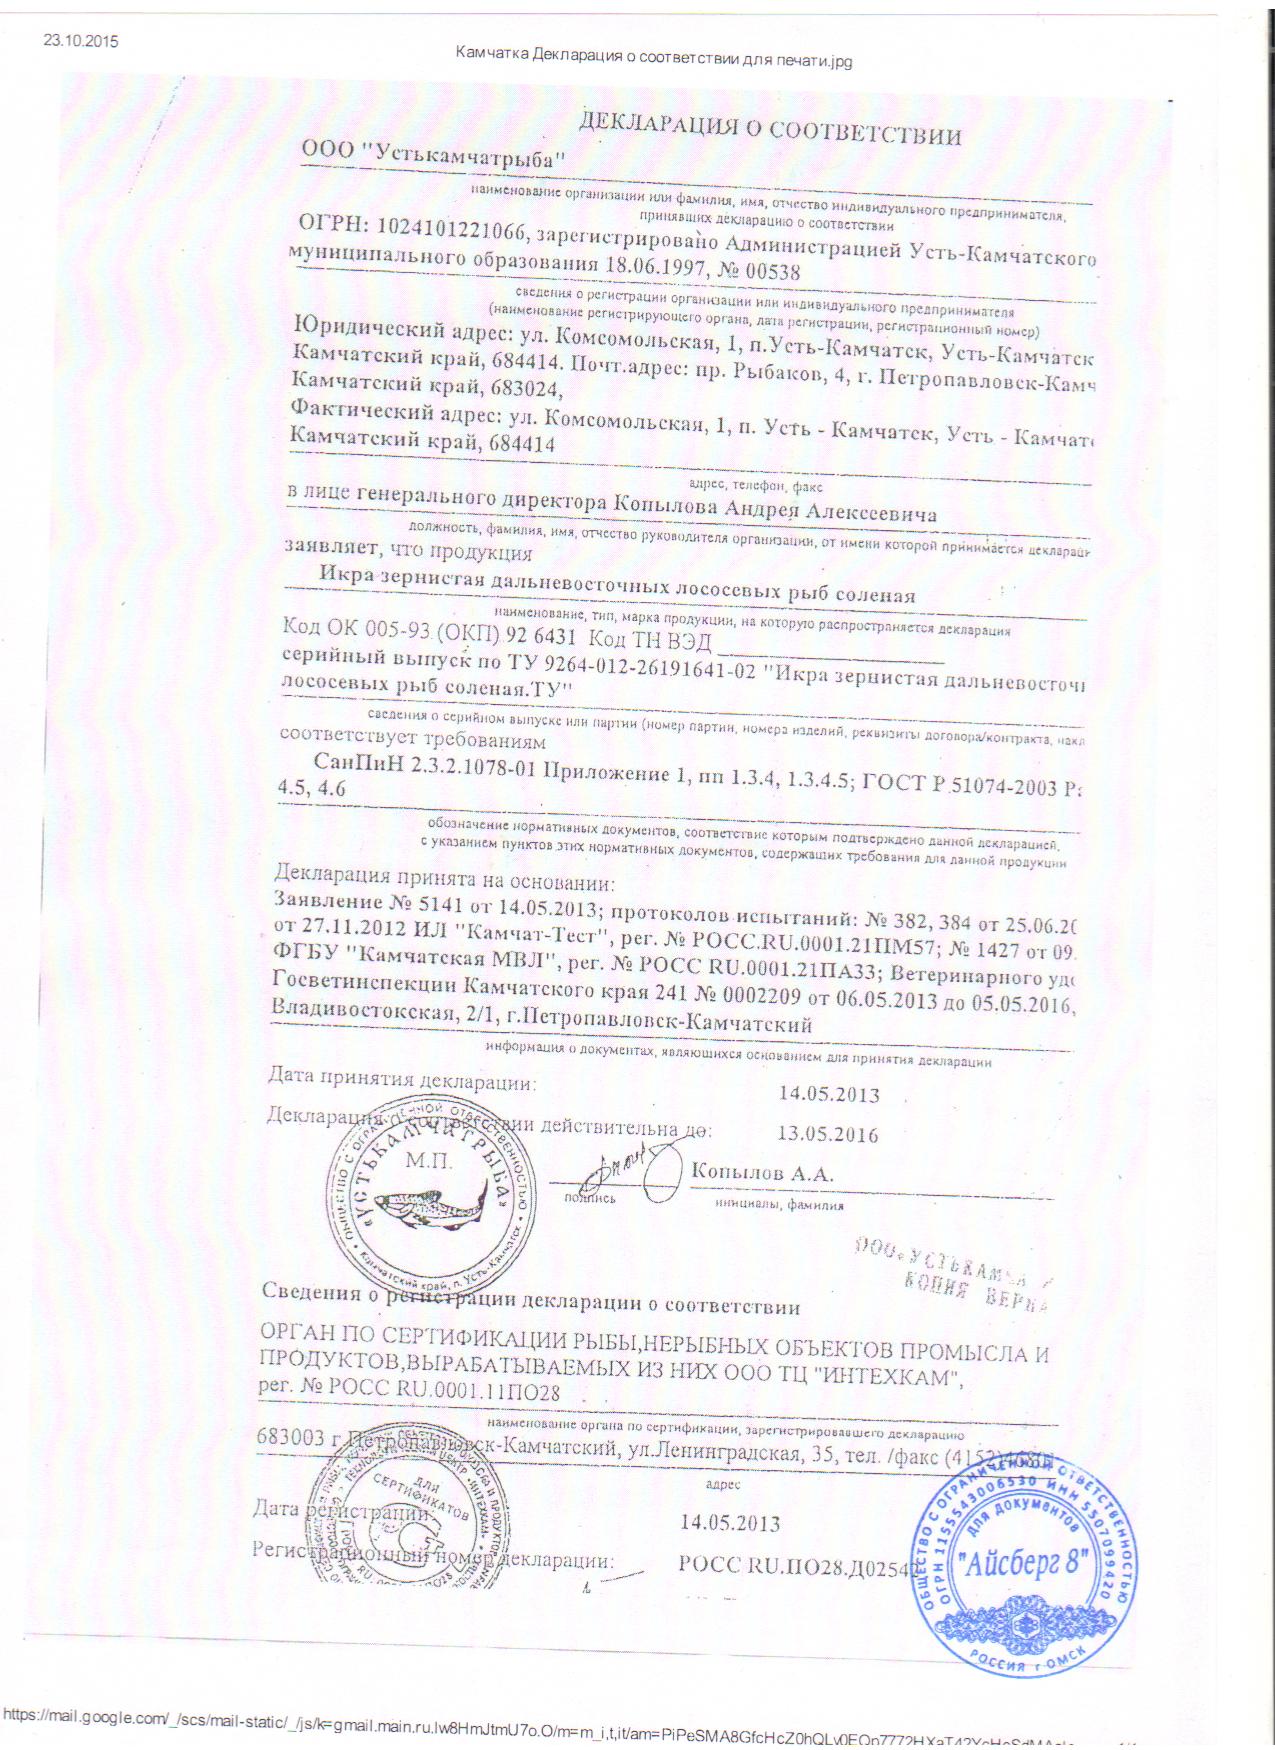 23.10.2015
Камчатка Декларация о соответствии для печати.jpg
ДЕКЛАРАЦИЯ О СООТВЕТСТВИИ
ООО "Устькамчатрыба"
наименование организации или фамилия, имя, отчество индивидуального предпринимателя,
принявших декларацию о соответствии
ОГРН: 1024101221066, зарегистрировано Администрацией Усть-Камчатского
муниципального образования 18.06.1997, № 00538
сведения о регистрации организации или индивидуального предпринимателя
(наименование регистрирующего органа, дата регистрации, регистрационный номер)
Юридический адрес: ул. Комсомольская, 1, п.Усть-Камчатск, Усть-Камчатск
Камчатский край, 684414. Почт.адрес: пр. Рыбаков, 4, г. Петропавловск-Камч
Камчатский край, 683024,
Фактический адрес: ул. Комсомольская, 1, п. Усть - Камчатск, Усть - Камчатс
Камчатский край, 684414
адрес, телефон, факс
в лице генерального директора Копылова Андрея Алексеевича
должность, фамилия, имя, отчество руководителя организации, от имени которой принимается деклараци
заявляет, что продукция
Икра зернистая дальневосточных лососевых рыб соленая
наименование, тип, марка продукции, на которую распространяется декларация
Код ОК 005-93 (ОКП) 92 6431 Код ТН ВЭД
серийный выпуск по ТУ 9264-012-26191641-02 "Икра зернистая дальневосточн
лососевых рыб соленая.ТУ"
сведения о серийном выпуске или партии (номер партии, номера изделий, реквизиты договора/контракта, накл
соответствует требованиям
СанПиН 2.3.2.1078-01 Приложение 1, пп 1.3.4, 1.3.4.5; ГОСТ Р 51074-2003 Ра
4.5, 4.6
обозначение нормативных документов, соответствие которым подтверждено данной декларацией,
с указанием пунктов этих нормативных документов, содержащих требования для данной продукции
Декларация принята на основании:
Заявление № 5141 от 14.05.2013; протоколов испытаний: № 382, 384 от 25.06.20
от 27.11.2012 ИЛ "Камчат-Тест", рег. № РОСС.RU.0001.21ПМ57; № 1427 от 09.
ФГБУ "Камчатская МВЛ", рег. № РОСС RU.0001.21ПА33; Ветеринарного удо
Госветинспекции Камчатского края 241 № 0002209 от 06.05.2013 до 05.05.2016,
Владивостокская, 2/1, г.Петропавловск-Камчатский
информация о документах, являющихся основанием для принятия декларации
Дата принятия декларации: 14.05.2013
Декларация о соответствии действительна до: 13.05.2016
ОБЩЕСТВО С ОГРАНИЧЕННОЙ ОТВЕТСТВЕННОСТЬЮ
«УСТЬКАМЧАТРЫБА»
Камчатский край, п. Усть-Камчатск
М.П.
Копылов А.А.
подпись инициалы, фамилия
ООО «УСТЬКАМЧА
КОПИЯ ВЕРНА
Сведения о регистрации декларации о соответствии
ОРГАН ПО СЕРТИФИКАЦИИ РЫБЫ,НЕРЫБНЫХ ОБЪЕКТОВ ПРОМЫСЛА И
ПРОДУКТОВ,ВЫРАБАТЫВАЕМЫХ ИЗ НИХ ООО ТЦ "ИНТЕХКАМ",
рег. № РОСС RU.0001.11ПО28
наименование органа по сертификации, зарегистрировавшего декларацию
683003 г.Петропавловск-Камчатский, ул.Ленинградская, 35, тел. /факс (4152)
адрес
ДЛЯ
СЕРТИФИКАТОВ
Дата регистрации 14.05.2013
Регистрационный номер декларации: РОСС RU.ПО28.Д02542
ОБЩЕСТВО С ОГРАНИЧЕННОЙ ОТВЕТСТВЕННОСТЬЮ
ОГРН 1155543006530 ИНН 5507099420
для документов
"Айсберг 8"
РОССИЯ г ОМСК
https://mail.google.com/_/scs/mail-static/_/js/k=gmail.main.ru.lw8HmJtmU7o.O/m=m_i,t,it/am=PiPeSMA8GfcHcZ0hQLv0EQn7772HXaT42YcHeSdMA